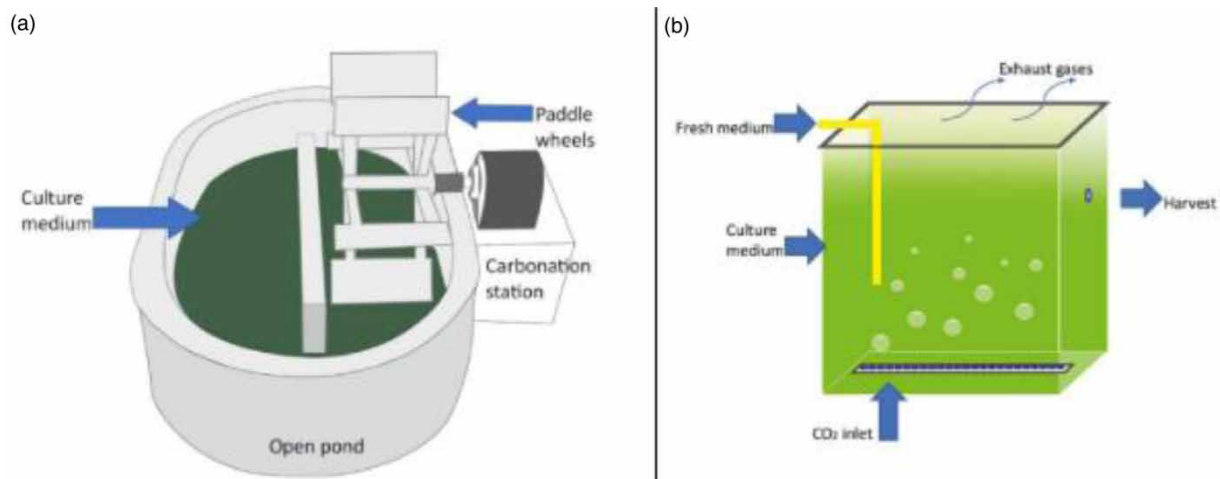 (a)
Paddle
wheels
Culture
medium
Carbonation
station
Open pond
(b)
Exhaust gases
Fresh medium
Harvest
Culture
medium
CO₂ inlet